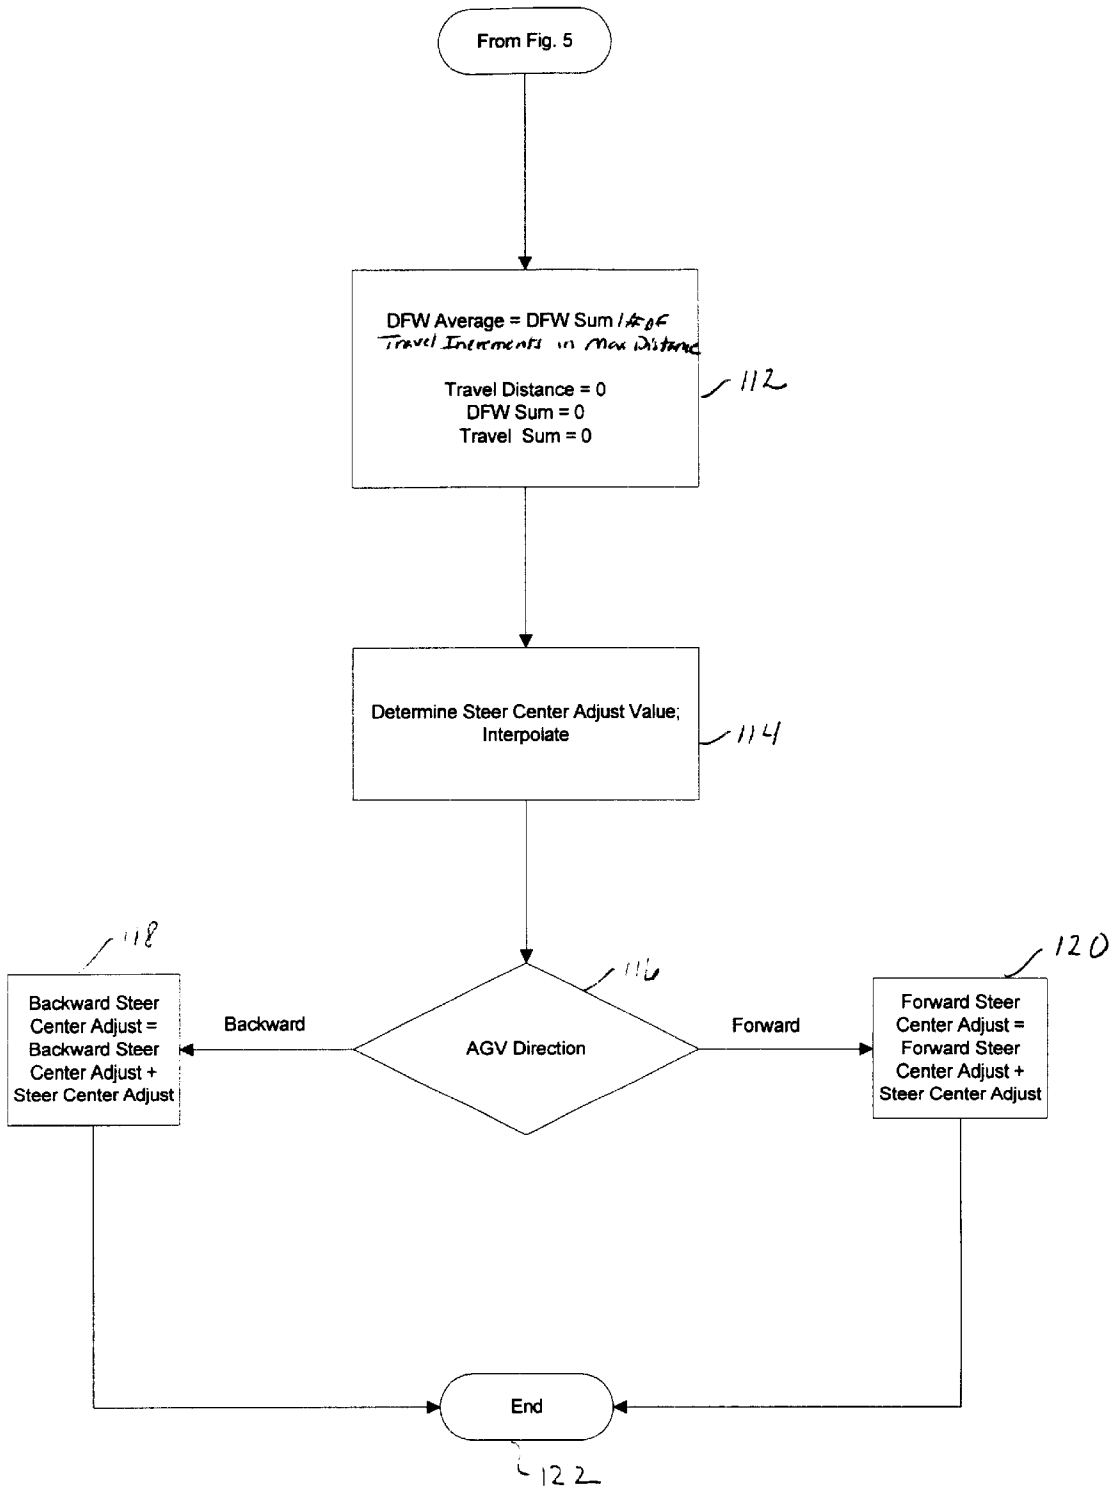 From Fig. 5
DFW Average = DFW Sum / # of
Travel Increments in Max Distance
Travel Distance = 0
DFW Sum = 0
Travel Sum = 0
112
Determine Steer Center Adjust Value;
Interpolate
114
118
116
120
Backward Steer
Center Adjust =
Backward Steer
Center Adjust +
Steer Center Adjust
Backward
AGV Direction
Forward
Forward Steer
Center Adjust =
Forward Steer
Center Adjust +
Steer Center Adjust
End
122